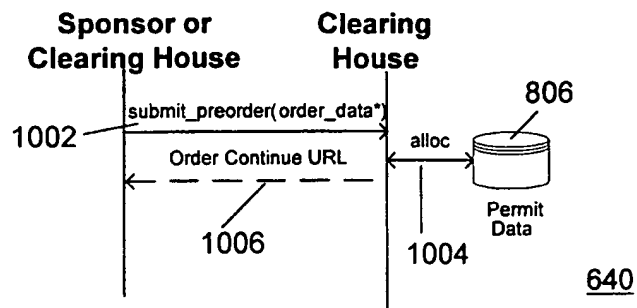 Sponsor or
Clearing House
Clearing
House
806
submit_preorder(order_data*)
1002
alloc
Order Continue URL
1006
1004
Permit
Data
640